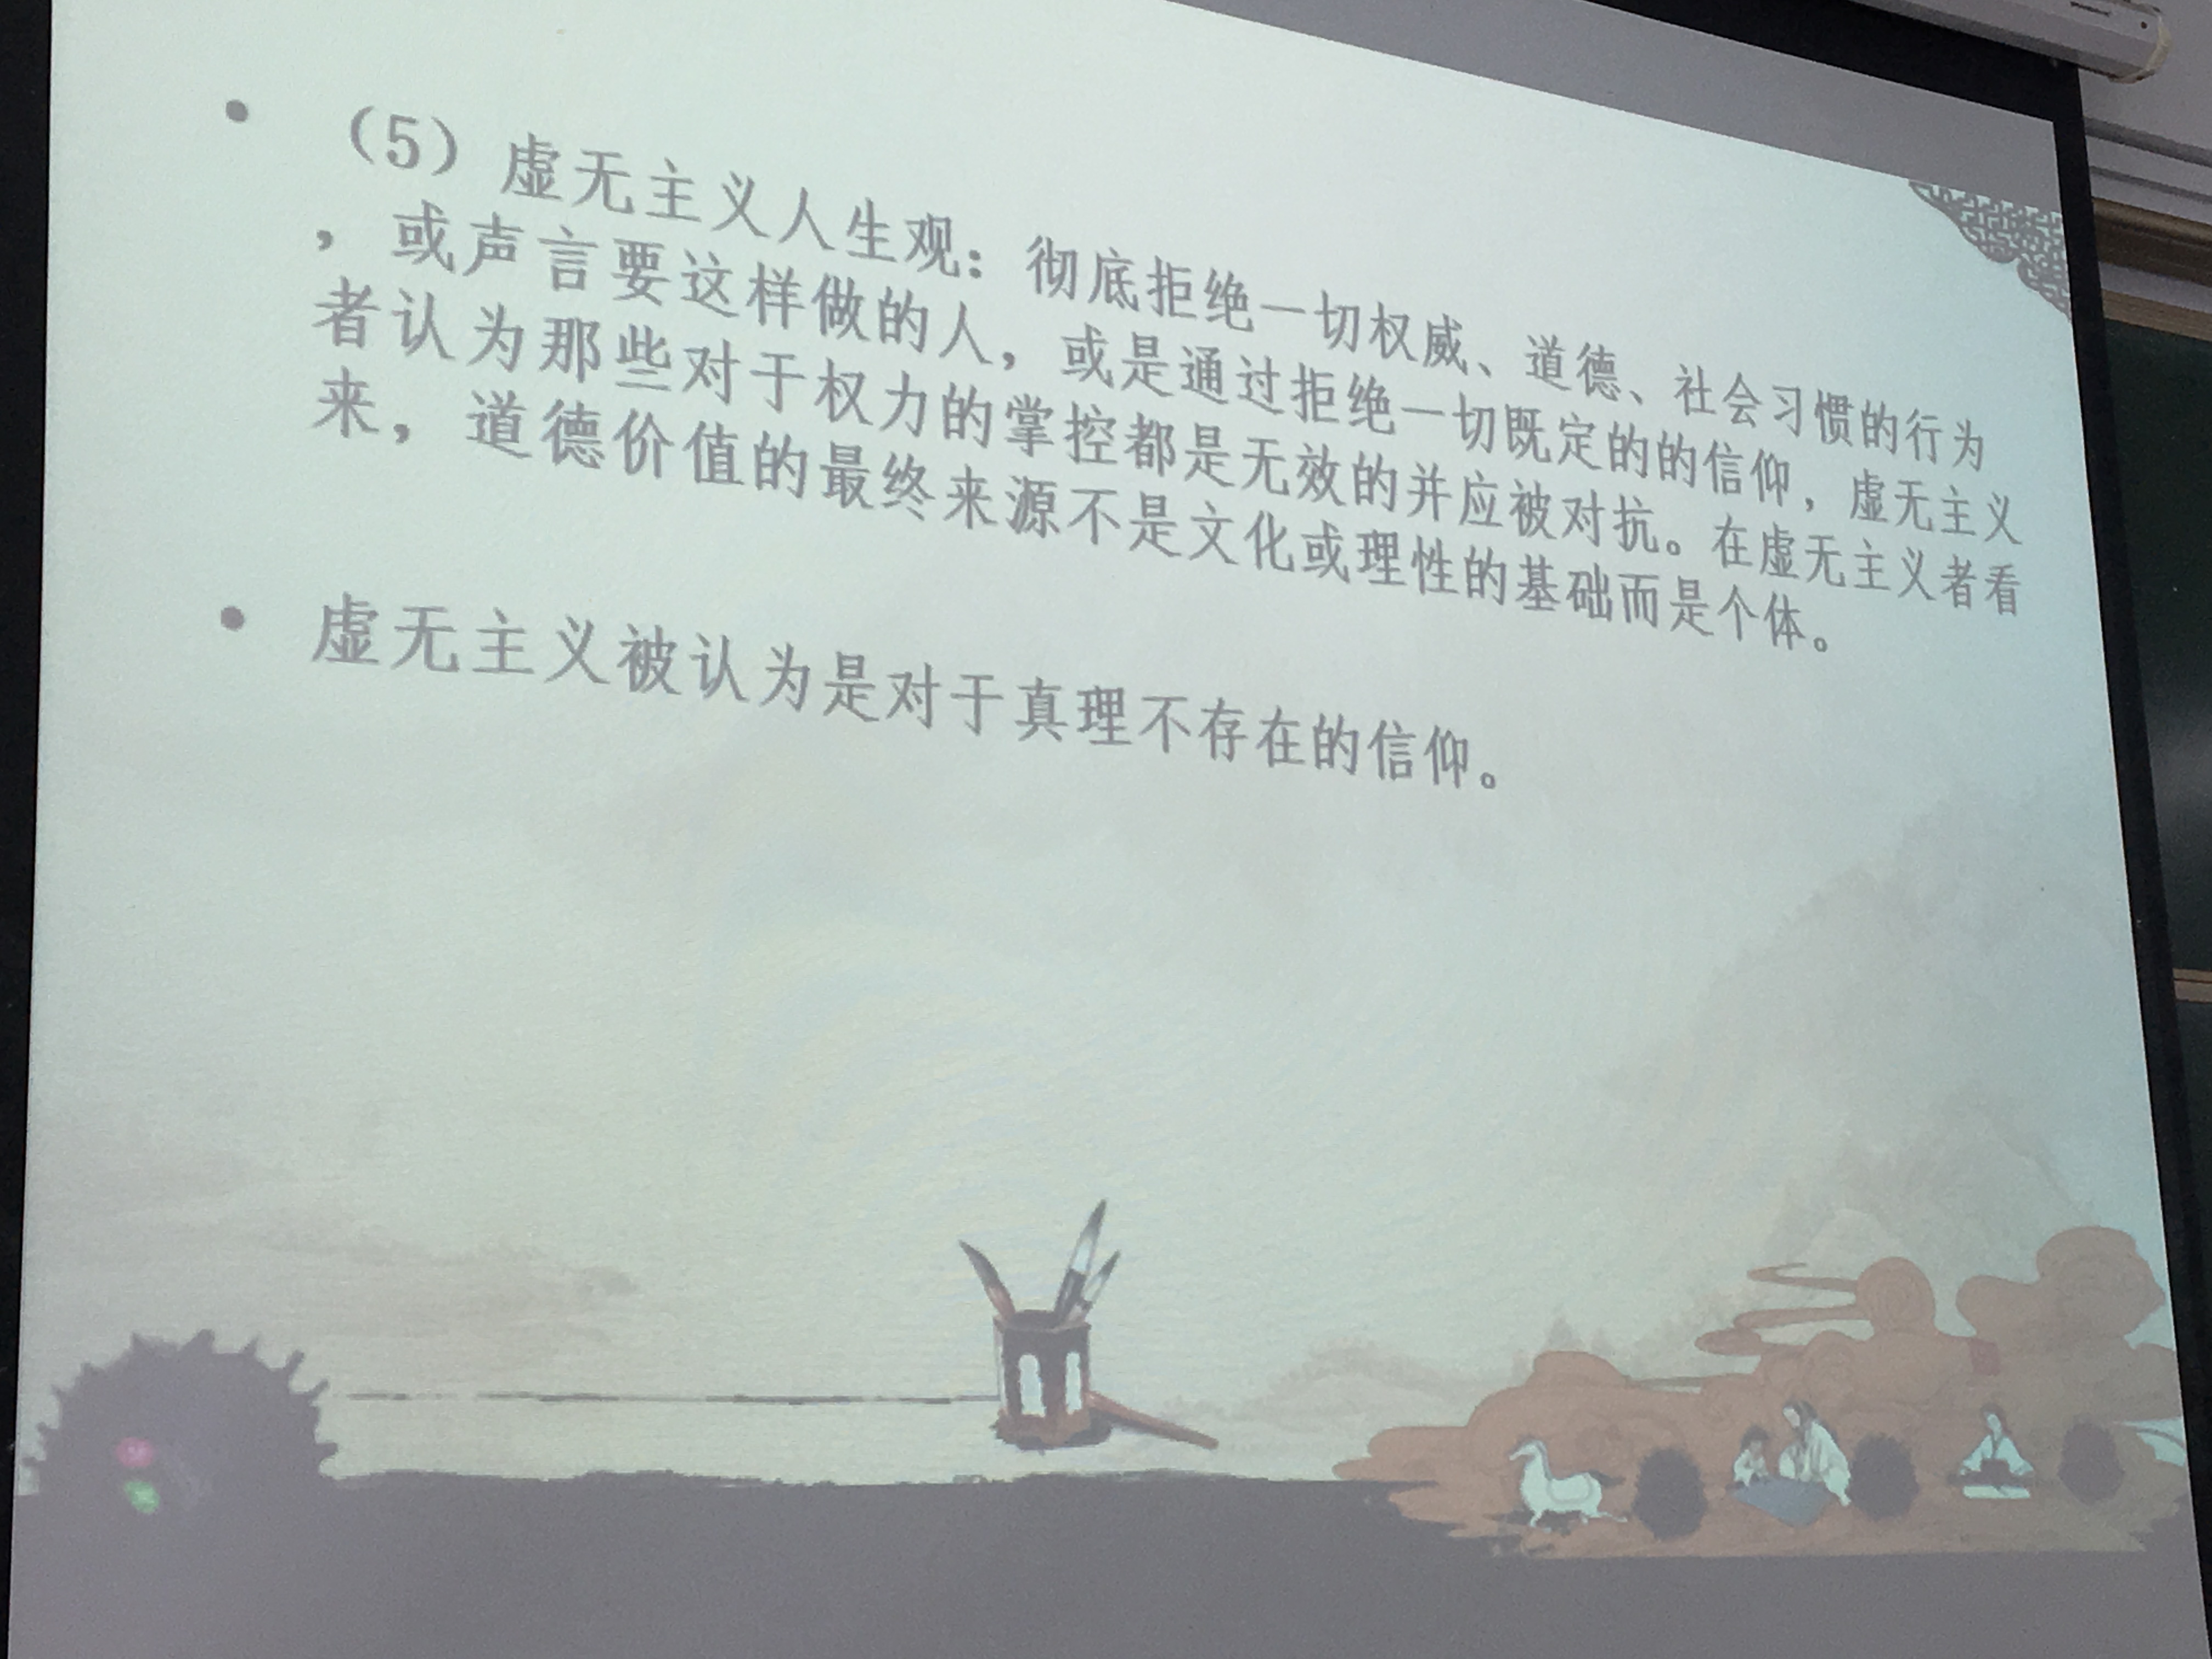 • （5）虚无主义人生观：彻底拒绝一切权威、道德、社会习惯的行为
，或声言要这样做的人，或是通过拒绝一切既定的的信仰，虚无主义
者认为那些对于权力的掌控都是无效的并应被对抗。在虚无主义者看
来，道德价值的最终来源不是文化或理性的基础而是个体。
• 虚无主义被认为是对于真理不存在的信仰。